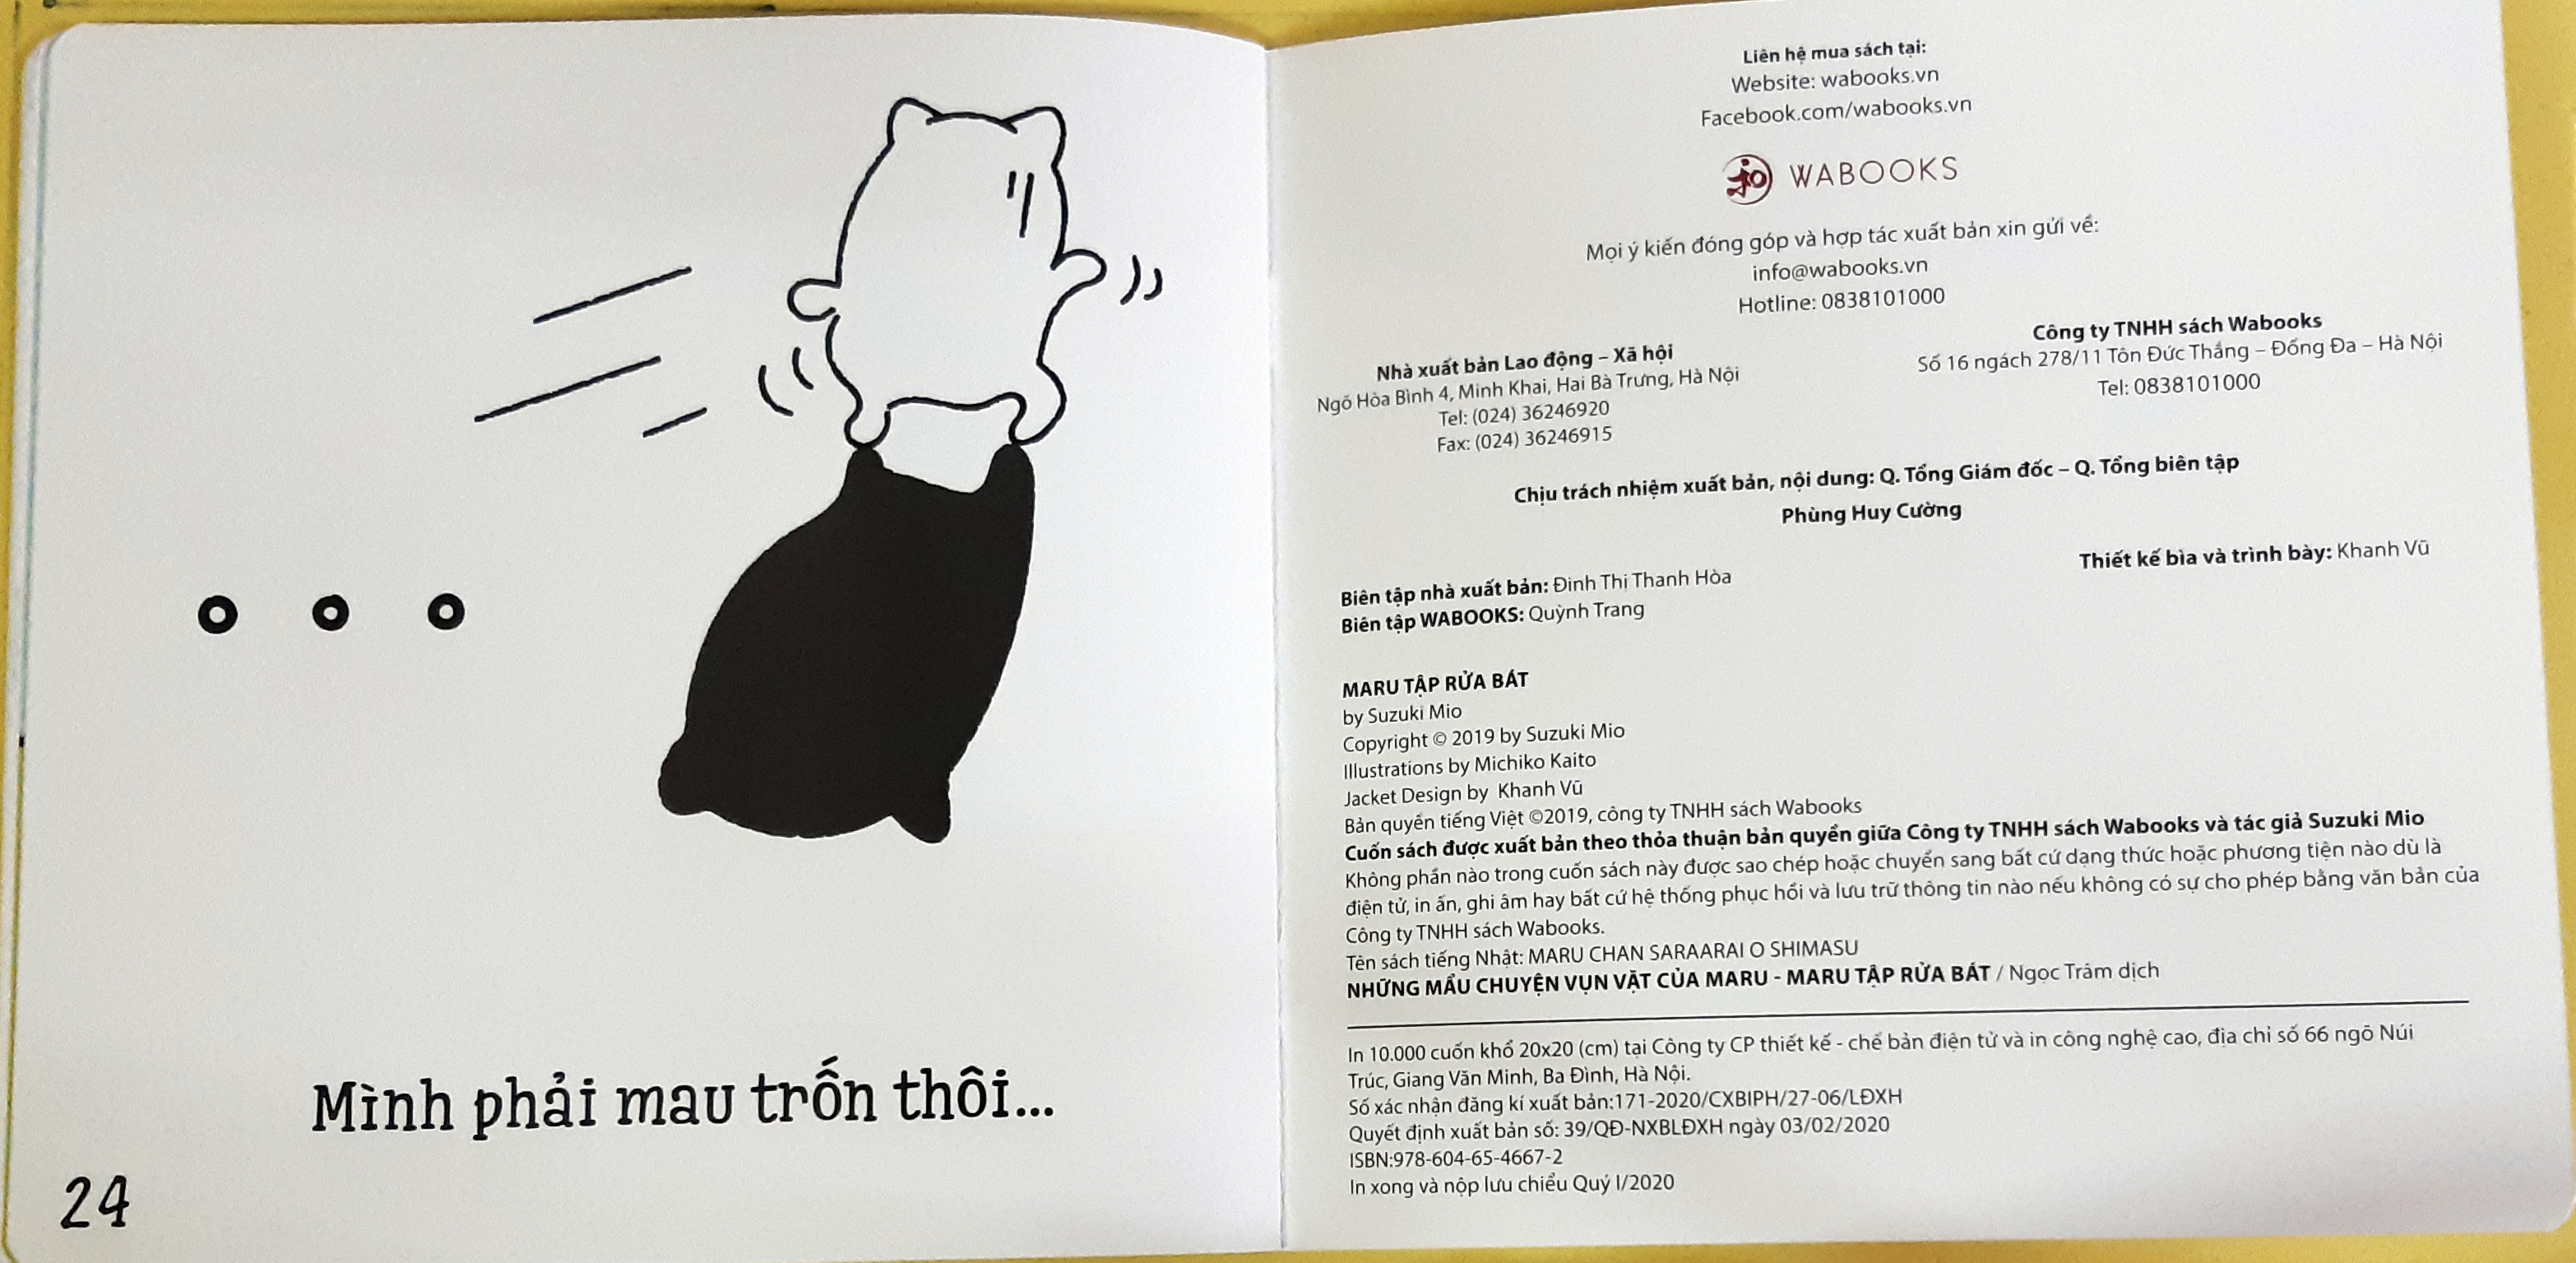 Mình phải mau trốn thôi...
24
Liên hệ mua sách tại:
Website: wabooks.vn
Facebook.com/wabooks.vn
WABOOKS
Mọi ý kiến đóng góp và hợp tác xuất bản xin gửi về:
info@wabooks.vn
Hotline: 0838101000
Nhà xuất bản Lao động – Xã hội
Ngõ Hòa Bình 4, Minh Khai, Hai Bà Trưng, Hà Nội
Tel: (024) 36246920
Fax: (024) 36246915
Công ty TNHH sách Wabooks
Số 16 ngách 278/11 Tôn Đức Thắng – Đống Đa – Hà Nội
Tel: 0838101000
Chịu trách nhiệm xuất bản, nội dung: Q. Tổng Giám đốc – Q. Tổng biên tập
Phùng Huy Cường
Thiết kế bìa và trình bày: Khanh Vũ
Biên tập nhà xuất bản: Đinh Thị Thanh Hòa
Biên tập WABOOKS: Quỳnh Trang
MARU TẬP RỬA BÁT
by Suzuki Mio
Copyright © 2019 by Suzuki Mio
Illustrations by Michiko Kaito
Jacket Design by Khanh Vũ
Bản quyền tiếng Việt ©2019, công ty TNHH sách Wabooks
Cuốn sách được xuất bản theo thỏa thuận bản quyền giữa Công ty TNHH sách Wabooks và tác giả Suzuki Mio
Không phần nào trong cuốn sách này được sao chép hoặc chuyển sang bất cứ dạng thức hoặc phương tiện nào dù là
điện tử, in ấn, ghi âm hay bất cứ hệ thống phục hồi và lưu trữ thông tin nào nếu không có sự cho phép bằng văn bản của
Công ty TNHH sách Wabooks.
Tên sách tiếng Nhật: MARU CHAN SARAARAI O SHIMASU
NHỮNG MẨU CHUYỆN VỤN VẶT CỦA MARU - MARU TẬP RỬA BÁT / Ngọc Trâm dịch
In 10.000 cuốn khổ 20x20 (cm) tại Công ty CP thiết kế - chế bản điện tử và in công nghệ cao, địa chỉ số 66 ngõ Núi
Trúc, Giang Văn Minh, Ba Đình, Hà Nội.
Số xác nhận đăng kí xuất bản:171-2020/CXBIPH/27-06/LĐXH
Quyết định xuất bản số: 39/QĐ-NXBLĐXH ngày 03/02/2020
ISBN:978-604-65-4667-2
In xong và nộp lưu chiểu Quý I/2020